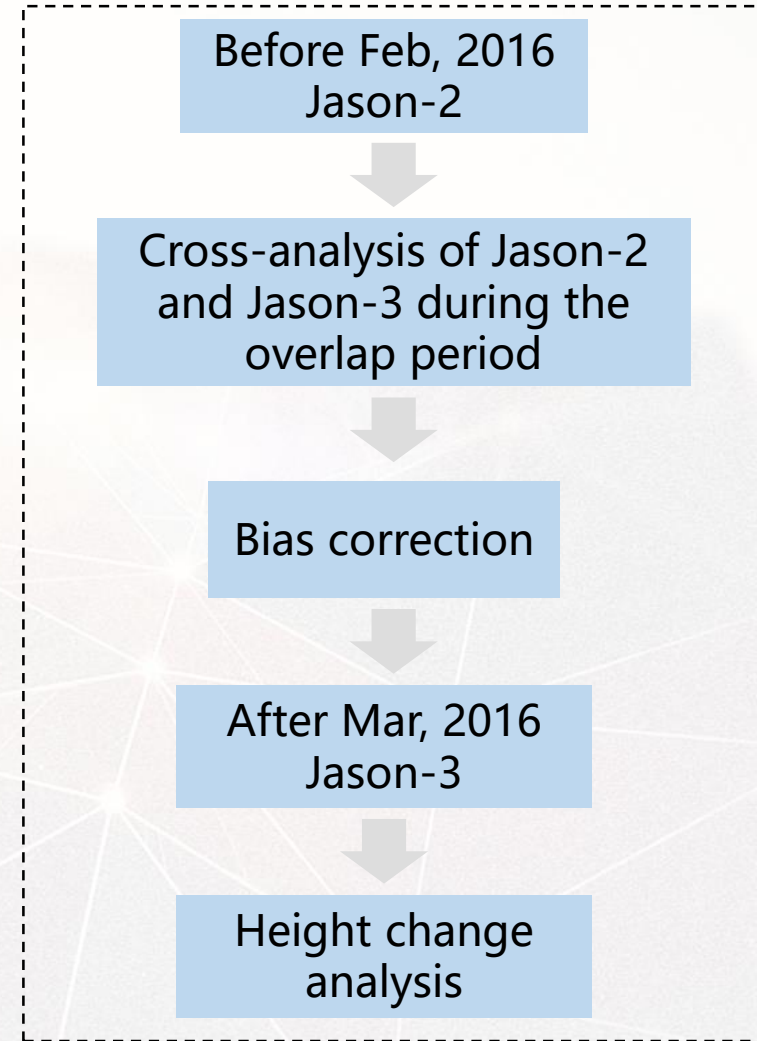 Before Feb, 2016
Jason-2
Cross-analysis of Jason-2
and Jason-3 during the
overlap period
Bias correction
After Mar, 2016
Jason-3
Height change
analysis